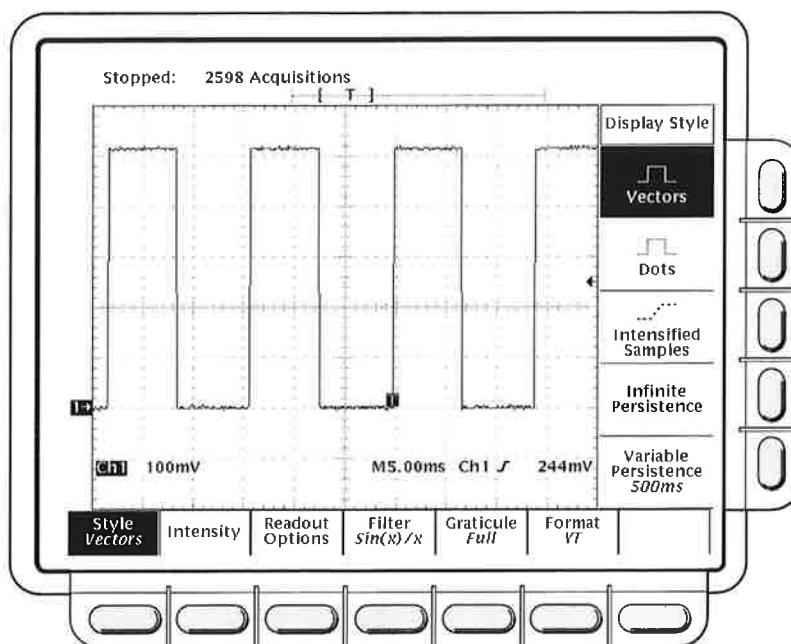 Stopped: 2598 Acquisitions
[ T ]
Display Style
Vectors
Dots
Intensified
Samples
Infinite
Persistence
Variable
Persistence
500ms
1
T
Ch1 100mV M5.00ms Ch1 244mV
Style
Vectors
Intensity
Readout
Options
Filter
Sin(x)/x
Graticule
Full
Format
YT